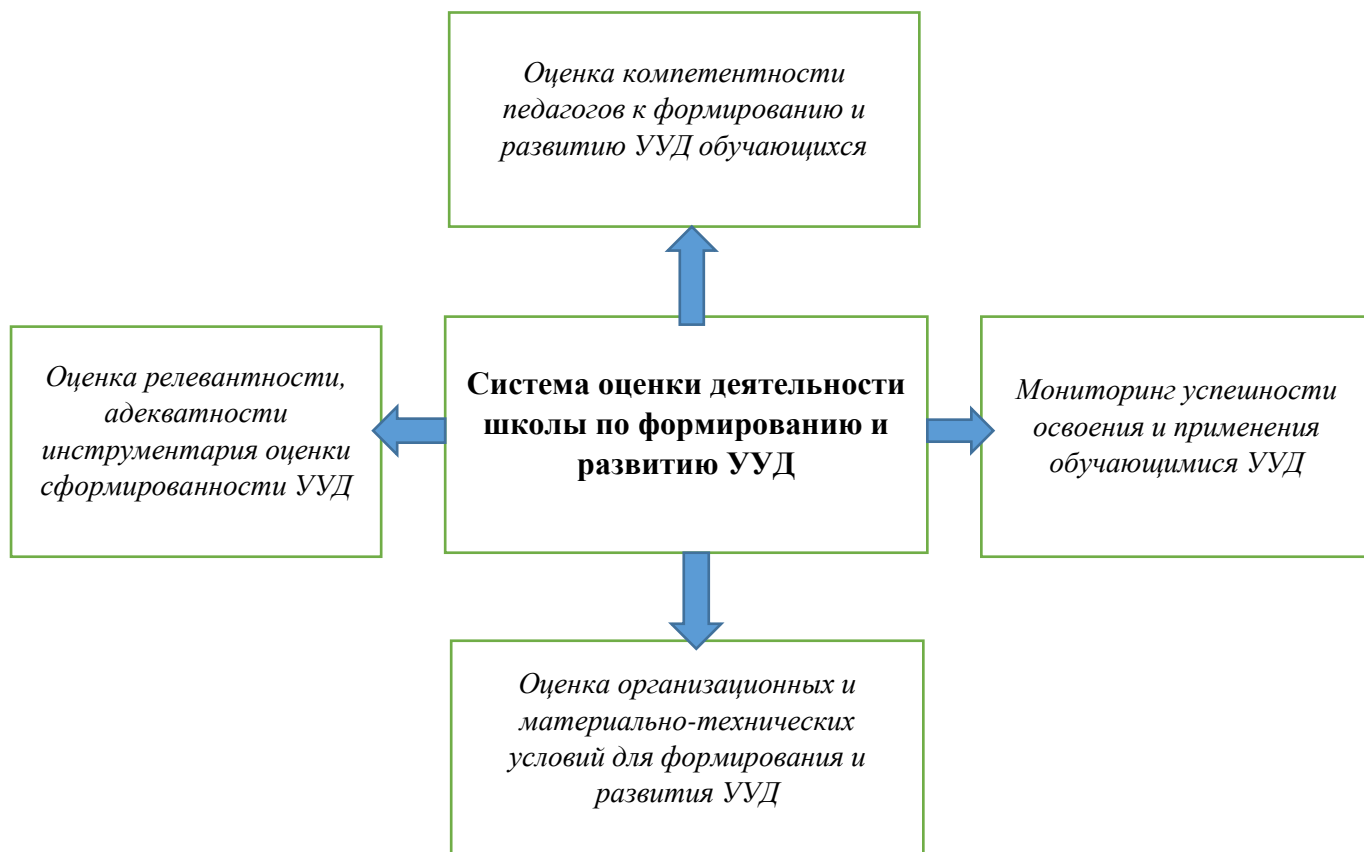 Оценка компетентности
педагогов к формированию и
развитию УУД обучающихся
Оценка релевантности,
адекватности
инструментария оценки
сформированности УУД
Система оценки деятельности
школы по формированию и
развитию УУД
Мониторинг успешности
освоения и применения
обучающимися УУД
Оценка организационных и
материально-технических
условий для формирования и
развития УУД